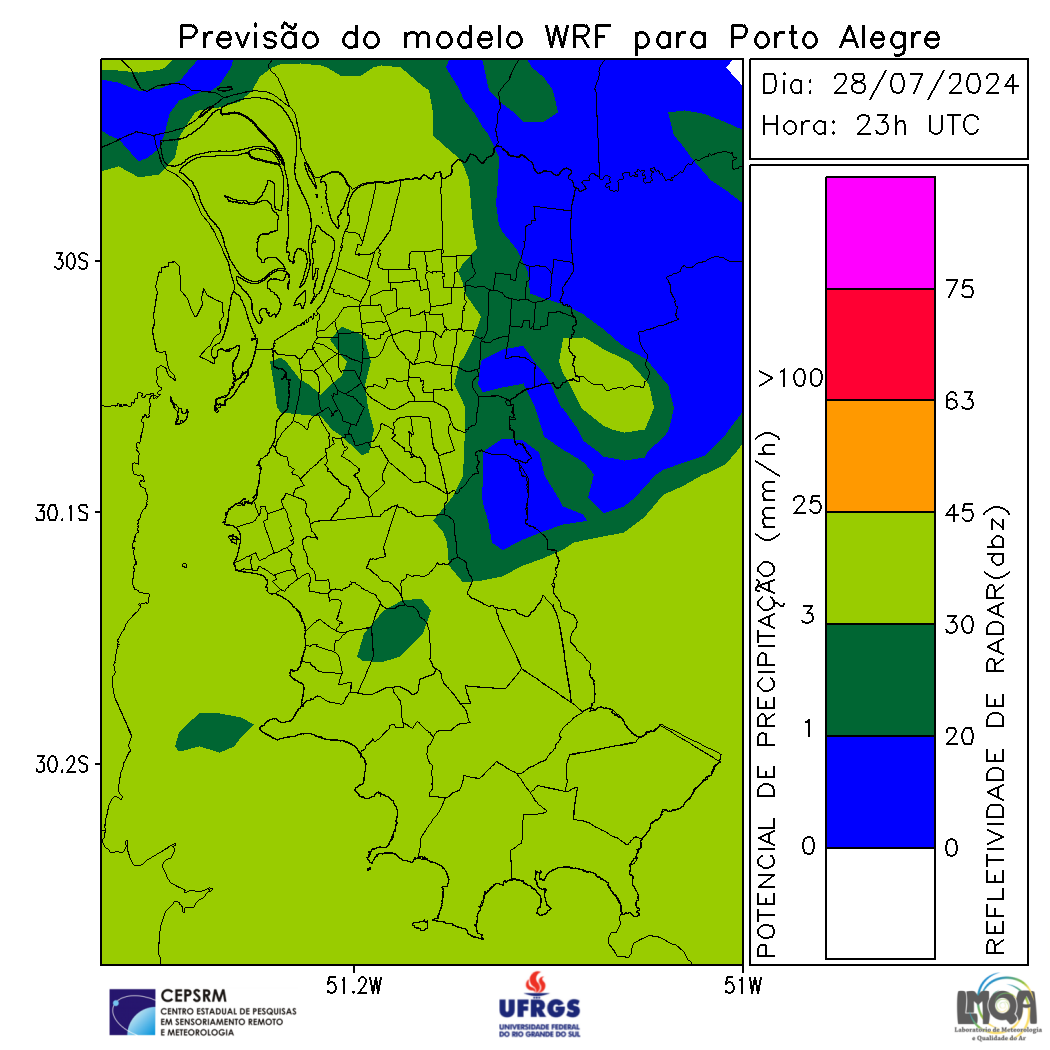 Previsão do modelo WRF para Porto Alegre
Dia: 28/07/2024
Hora: 23h UTC
30S
30.1S
30.2S
51.2W
51W
POTENCIAL DE PRECIPITAÇÃO (mm/h)
>100
25
3
1
0
75
63
45
30
20
0
REFLETIVIDADE DE RADAR(dbz)
CEPSRM
CENTRO ESTADUAL DE PESQUISAS
EM SENSORIAMENTO REMOTO
E METEOROLOGIA
UFRGS
UNIVERSIDADE FEDERAL
DO RIO GRANDE DO SUL
LMQA
Laboratório de Meteorologia
e Qualidade do Ar